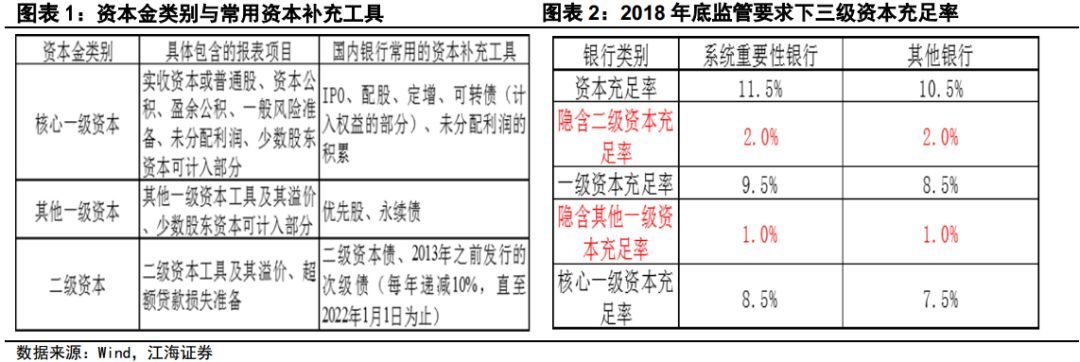 图表1：资本金类别与常用资本补充工具
资本金类别
具体包含的报表项目
国内银行常用的资本补充工具
核心一级资本
实收资本或普通股、资本公
积、盈余公积、一般风险准
备、未分配利润、少数股东
资本可计入部分
IPO、配股、定增、可转债（计
入权益的部分）、未分配利润的
积累
其他一级资本
其他一级资本工具及其溢价
、少数股东资本可计入部分
优先股、永续债
二级资本
二级资本工具及其溢价、超
额贷款损失准备
二级资本债、2013年之前发行的
次级债（每年递减10%，直至
2022年1月1日为止）
图表2：2018年底监管要求下三级资本充足率
银行类别
系统重要性银行
其他银行
资本充足率
11.5%
10.5%
隐含二级资本充
足率
2.0%
2.0%
一级资本充足率
9.5%
8.5%
隐含其他一级资
本充足率
1.0%
1.0%
核心一级资本充
足率
8.5%
7.5%
数据来源：Wind，江海证券